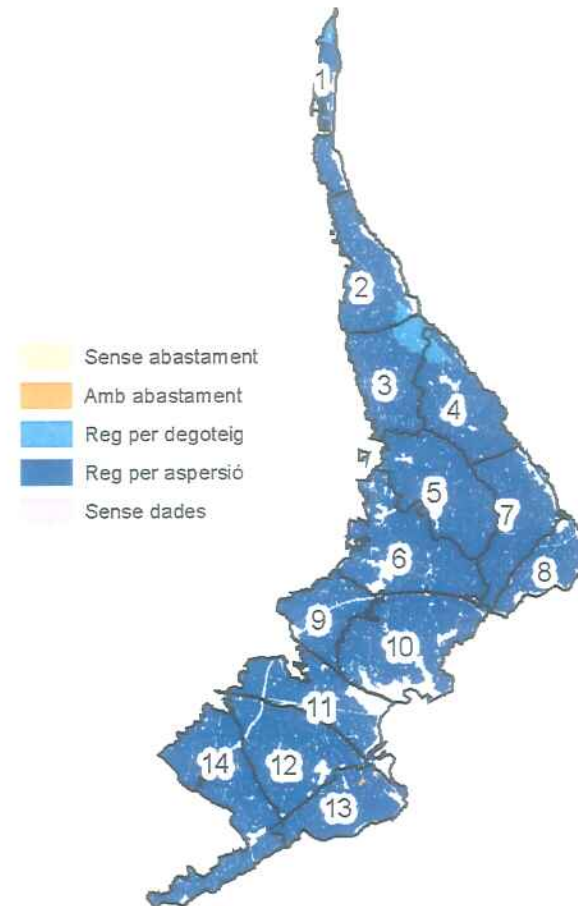 1
2
Sense abastament
3
Amb abastament
4
Reg per degoteig
Reg per aspersió
5
Sense dades
7
6
8
9
10
11
14
12
13